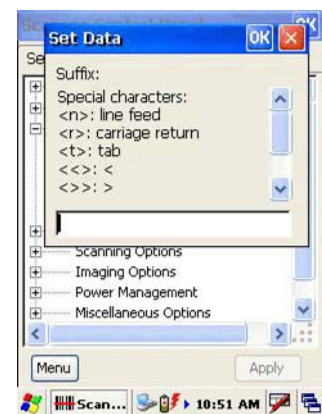 Set Data
OK
Suffix:
Special characters:
<n>: line feed
<r>: carriage return
<t>: tab
<<>: <
<>>: >
Scanning Options
Imaging Options
Power Management
Miscellaneous Options
Menu
Apply
Scan...
10:51 AM